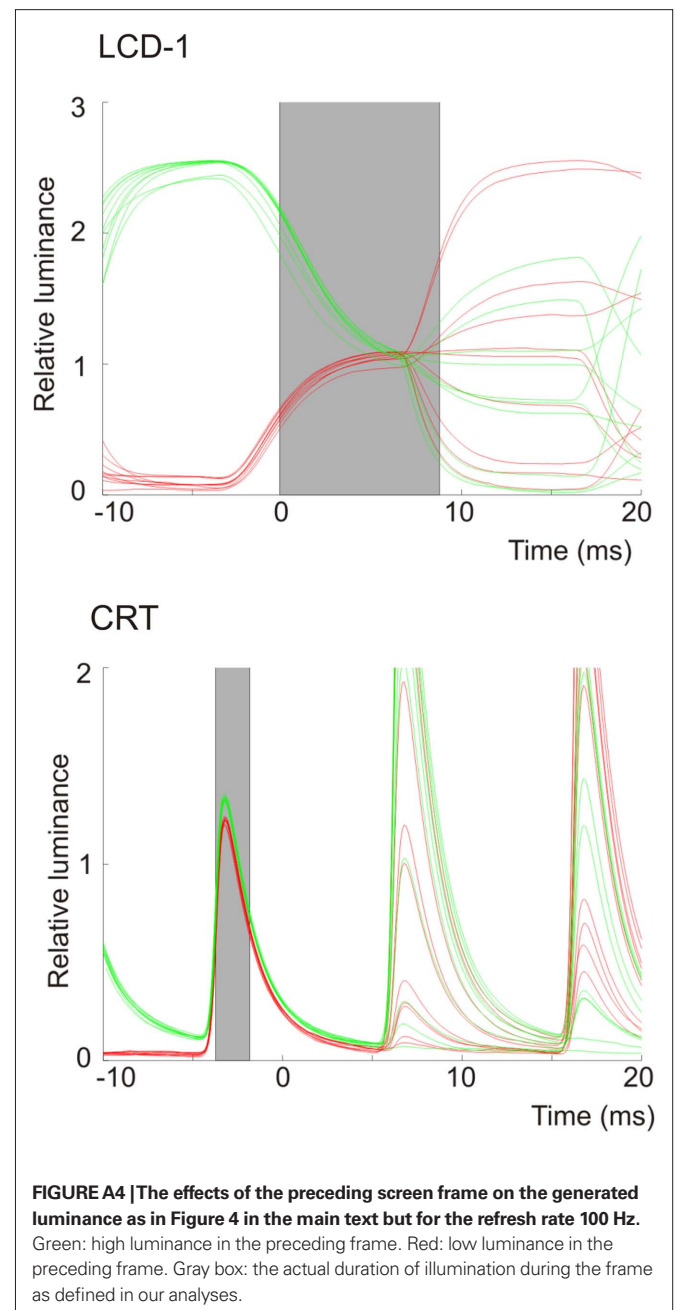 LCD-1
3
2
1
0
Relative luminance
-10 0 10 20
Time (ms)
CRT
2
1
0
Relative luminance
-10 0 10 20
Time (ms)
FIGURE A4 | The effects of the preceding screen frame on the generated
luminance as in Figure 4 in the main text but for the refresh rate 100 Hz.
Green: high luminance in the preceding frame. Red: low luminance in the
preceding frame. Gray box: the actual duration of illumination during the frame
as defined in our analyses.